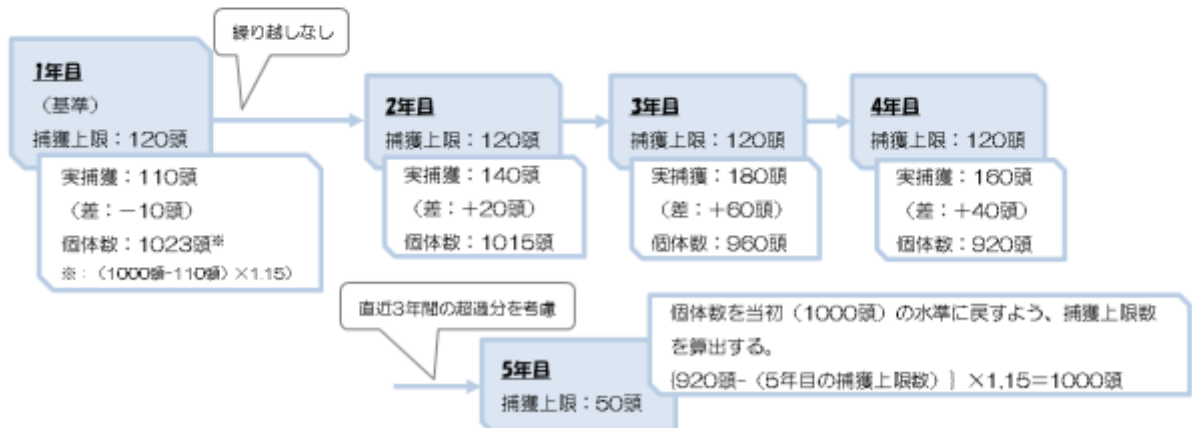 繰り越しなし
1年目
(基準)
捕獲上限:120頭
実捕獲:110頭
(差:-10頭)
個体数:1023頭※
※:(1000頭-110頭)×1.15)
2年目
捕獲上限:120頭
実捕獲:140頭
(差:+20頭)
個体数:1015頭
3年目
捕獲上限:120頭
実捕獲:180頭
(差:+60頭)
個体数:960頭
4年目
捕獲上限:120頭
実捕獲:160頭
(差:+40頭)
個体数:920頭
直近3年間の超過分を考慮
5年目
捕獲上限:50頭
個体数を当初(1000頭)の水準に戻すよう、捕獲上限数
を算出する。
{920頭-(5年目の捕獲上限数)}×1.15=1000頭